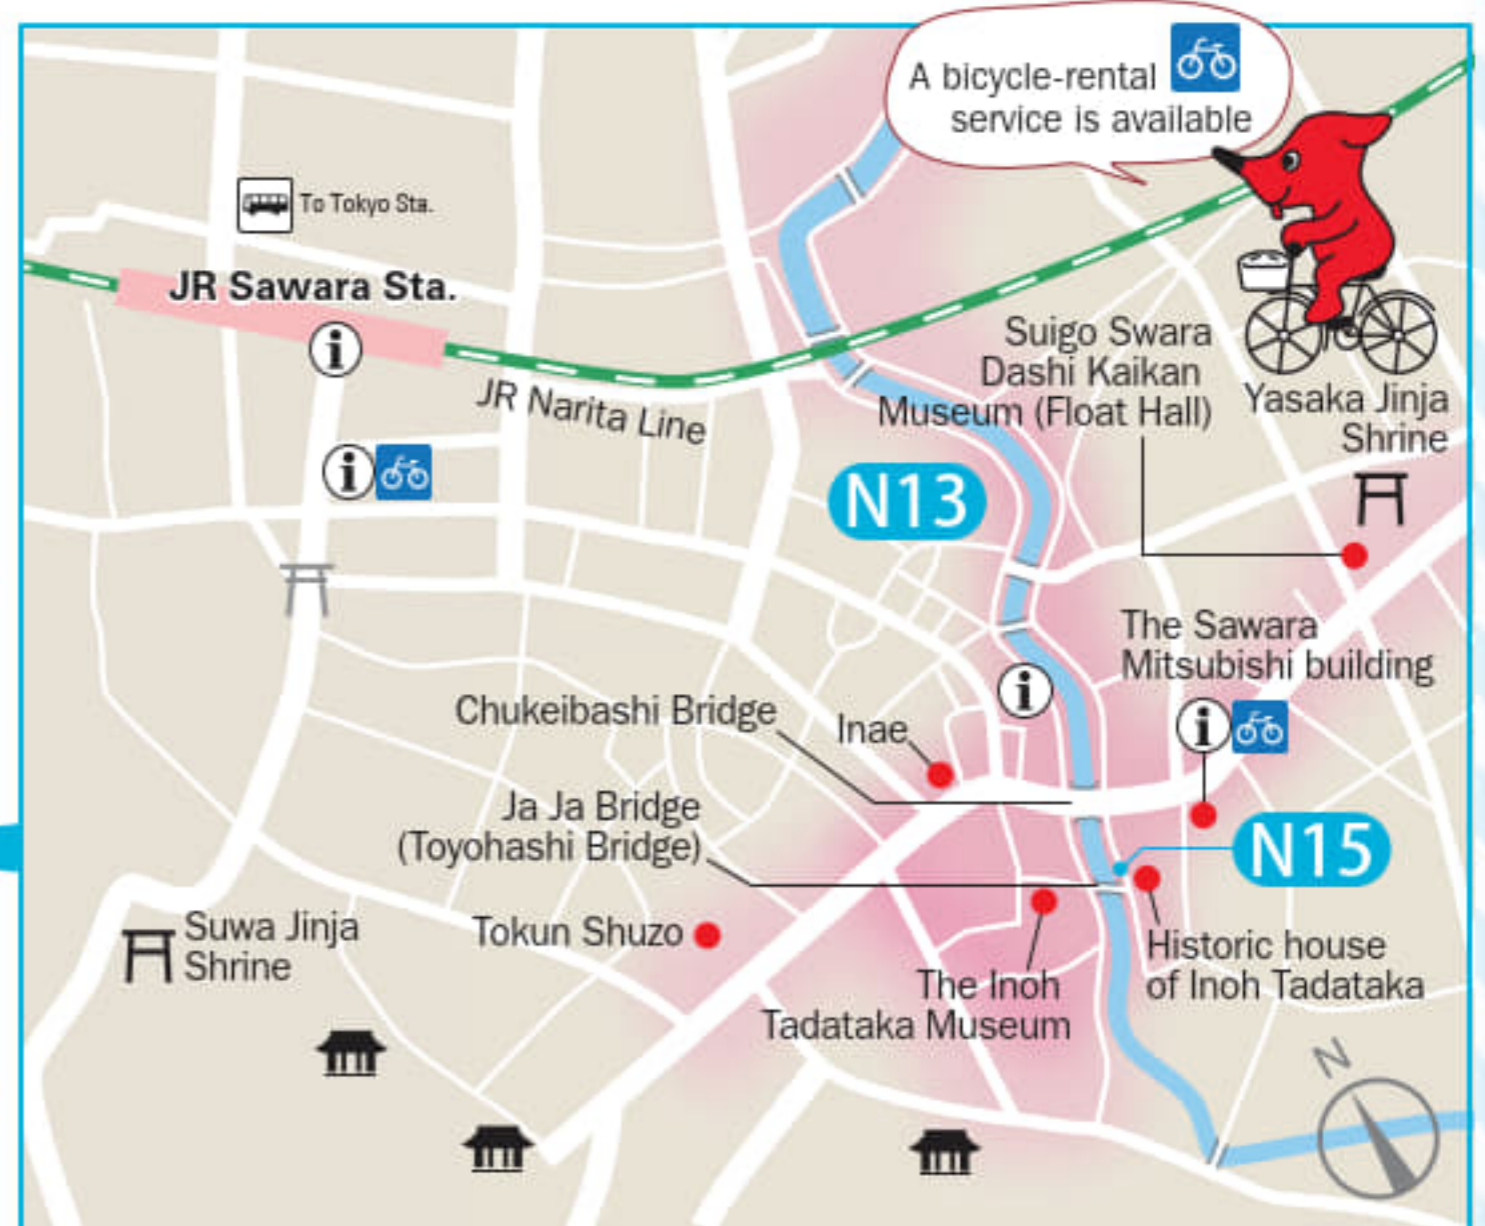 A bicycle-rental
service is available
To Tokyo Sta.
JR Sawara Sta.
i
JR Narita Line
i
Suigo Swara
Dashi Kaikan
Museum (Float Hall)
Yasaka Jinja
Shrine
N13
The Sawara
Mitsubishi building
i
i
Chukeibashi Bridge
Inae
Ja Ja Bridge
(Toyohashi Bridge)
N15
Tokun Shuzo
Suwa Jinja
Shrine
The Inoh
Tadataka Museum
Historic house
of Inoh Tadataka
N